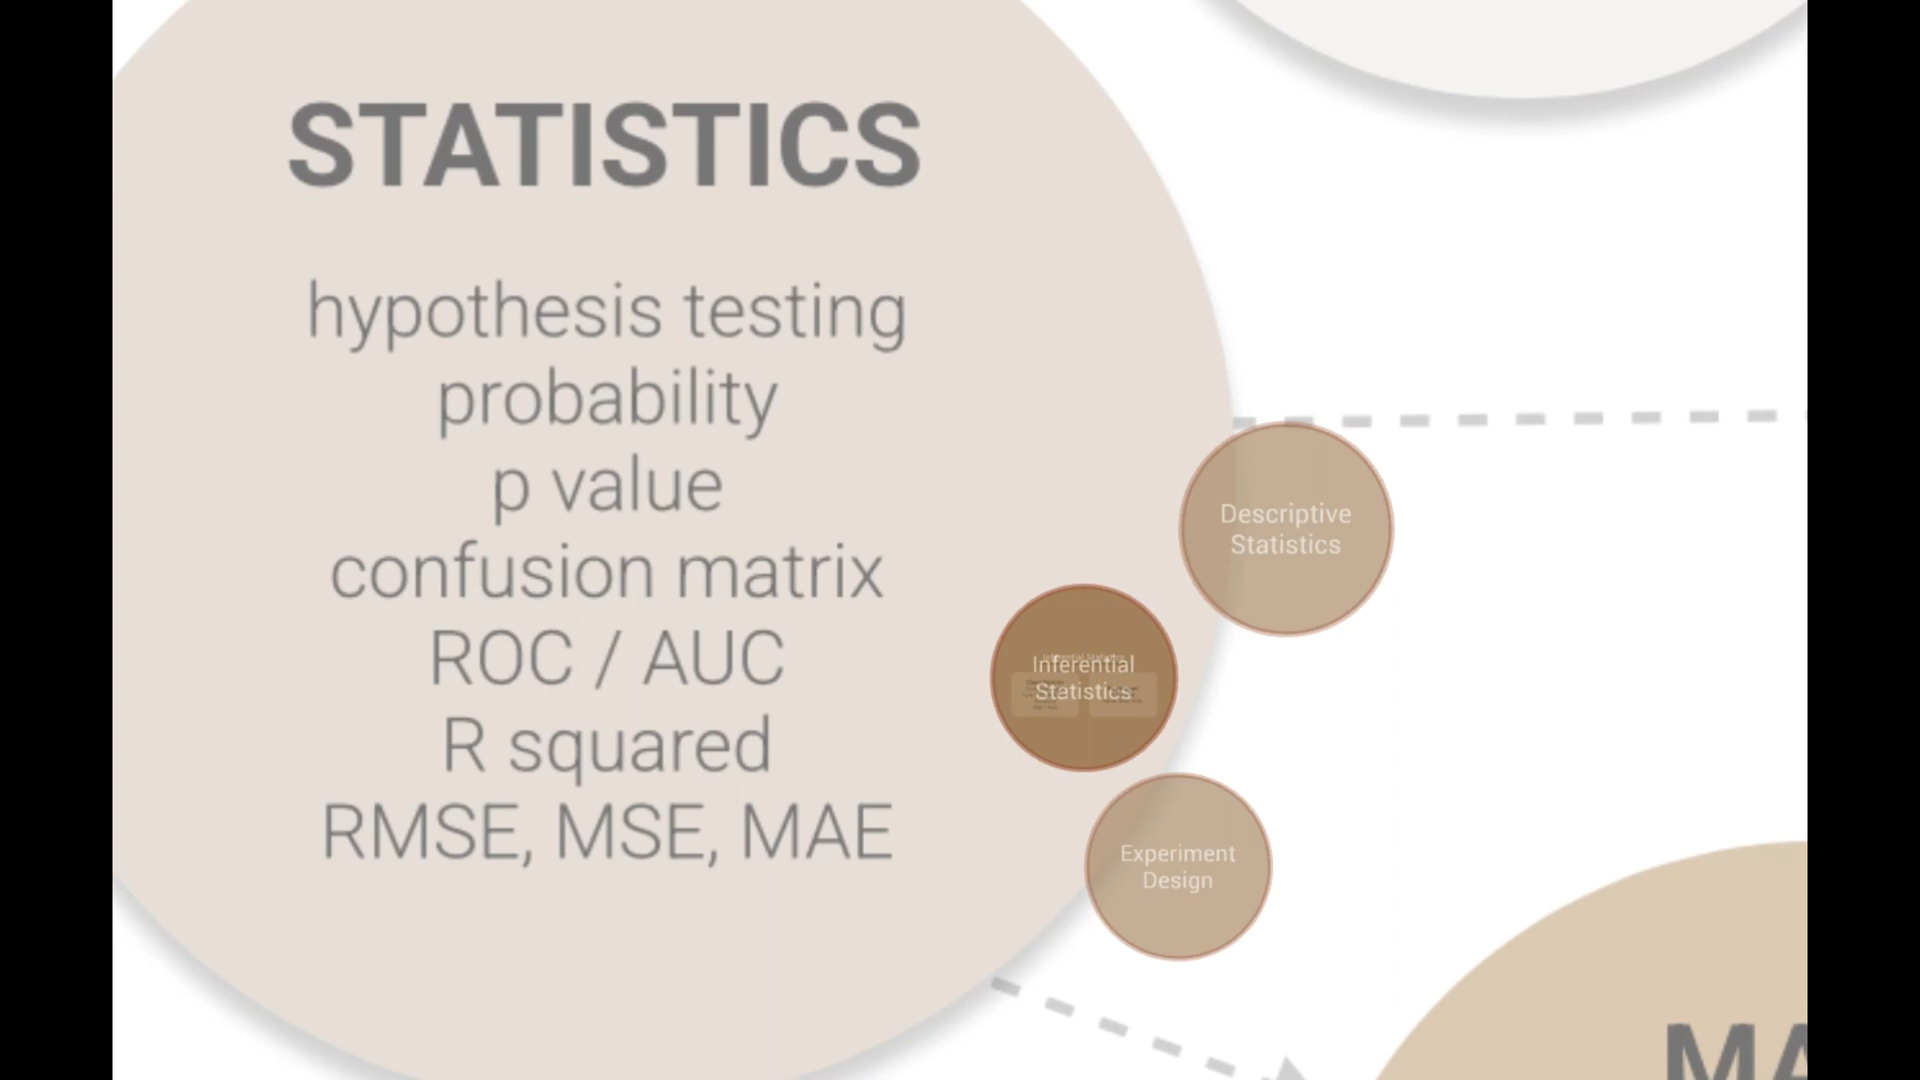 STATISTICS
hypothesis testing
probability
p value
confusion matrix
ROC / AUC
R squared
RMSE, MSE, MAE
Descriptive
Statistics
Inferential
Statistics
Experiment
Design
MA